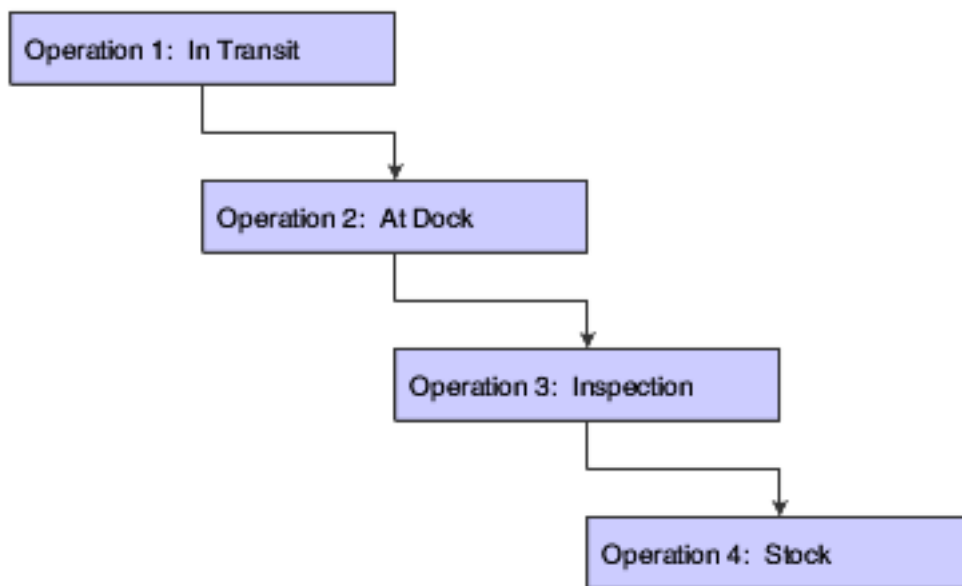 Operation 1:  In Transit
Operation 2:  At Dock
Operation 3:  Inspection
Operation 4:  Stock